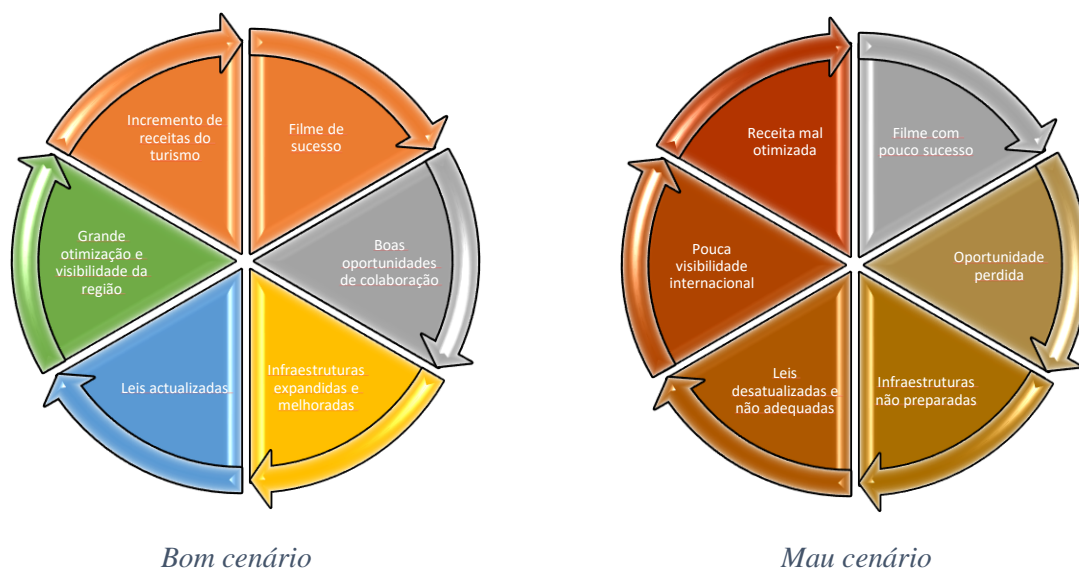 Incremento de
receitas do
turismo
Filme de
sucesso
Boas
oportunidades
de colaboração
Infraestruturas
expandidas e
melhoradas
Leis actualizadas
Grande
otimização e
visibilidade da
região
Bom cenário
Receita mal
otimizada
Filme com
pouco sucesso
Oportunidade
perdida
Infraestruturas
não preparadas
Leis
desatualizadas e
não adequadas
Pouca
visibilidade
internacional
Mau cenário